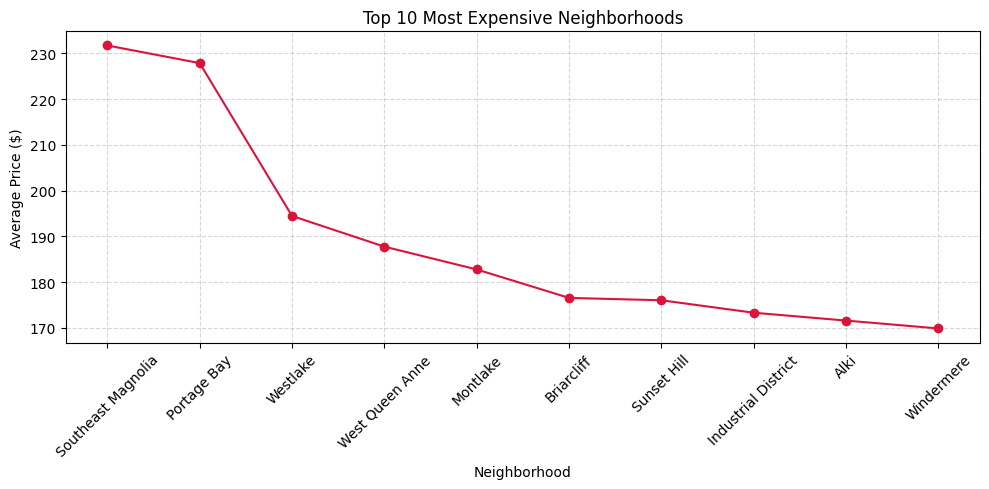 Top 10 Most Expensive Neighborhoods
Average Price ($)
230
220
210
200
190
180
170
Southeast Magnolia
Portage Bay
Westlake
West Queen Anne
Montlake
Briarcliff
Sunset Hill
Industrial District
Alki
Windermere
Neighborhood